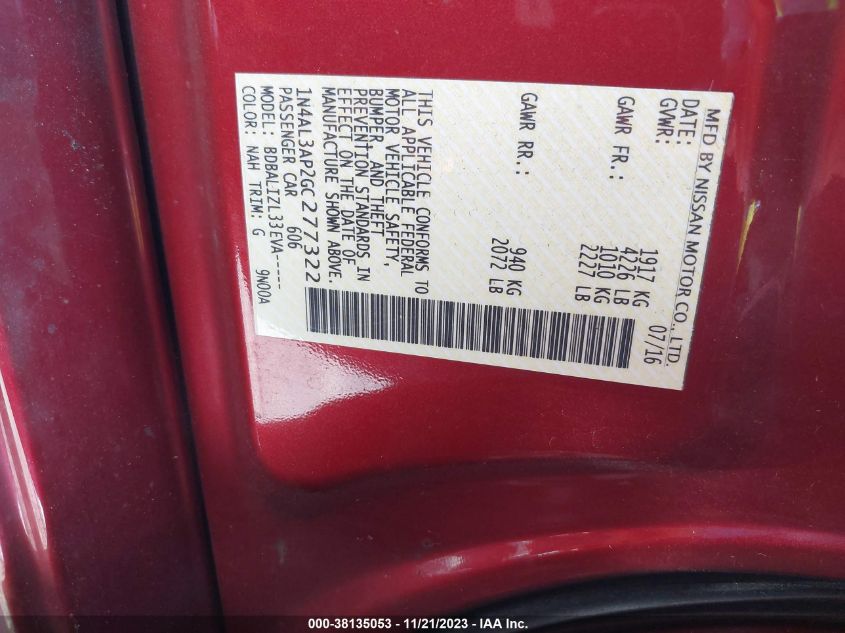 MFD BY NISSAN MOTOR CO., LTD.
DATE: 07/16
GVWR: 1917 KG
4226 LB
GAWR FR.: 1010 KG
2227 LB
GAWR RR.: 940 KG
2072 LB
THIS VEHICLE CONFORMS TO
ALL APPLICABLE FEDERAL
MOTOR VEHICLE SAFETY,
BUMPER, AND THEFT
PREVENTION STANDARDS IN
EFFECT ON THE DATE OF
MANUFACTURE SHOWN ABOVE.
1N4AL3AP2GC277322
PASSENGER CAR 606
MODEL: BDBALIZL33EVA-----
COLOR: NAH TRIM: G 9N00A
000-38135053 — 11/21/2023 - IAA Inc.